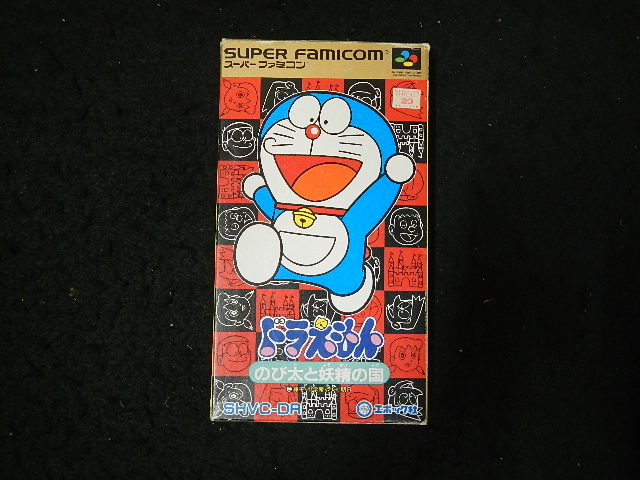 SUPER FAMICOM
スーパーファミコン
20
ドラえもん
のび太と妖精の国
SHVC-DR
エポック社